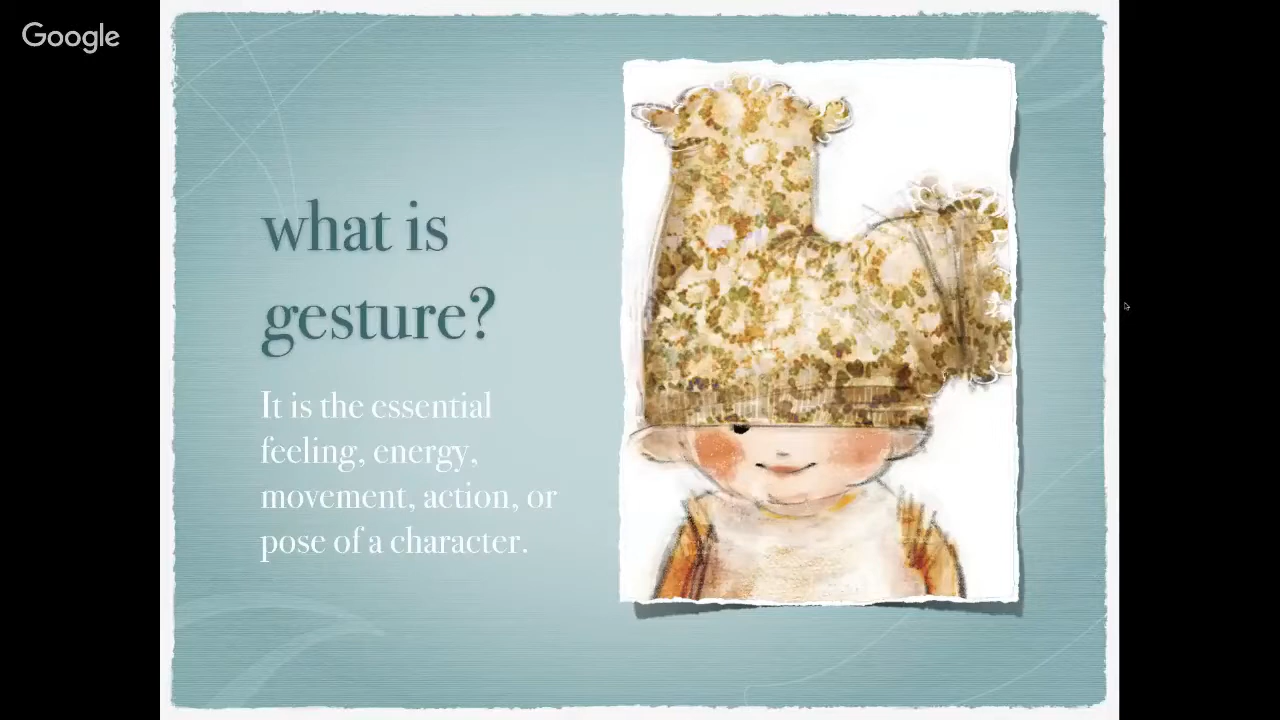 Google
what is
gesture?
It is the essential
feeling, energy,
movement, action, or
pose of a character.